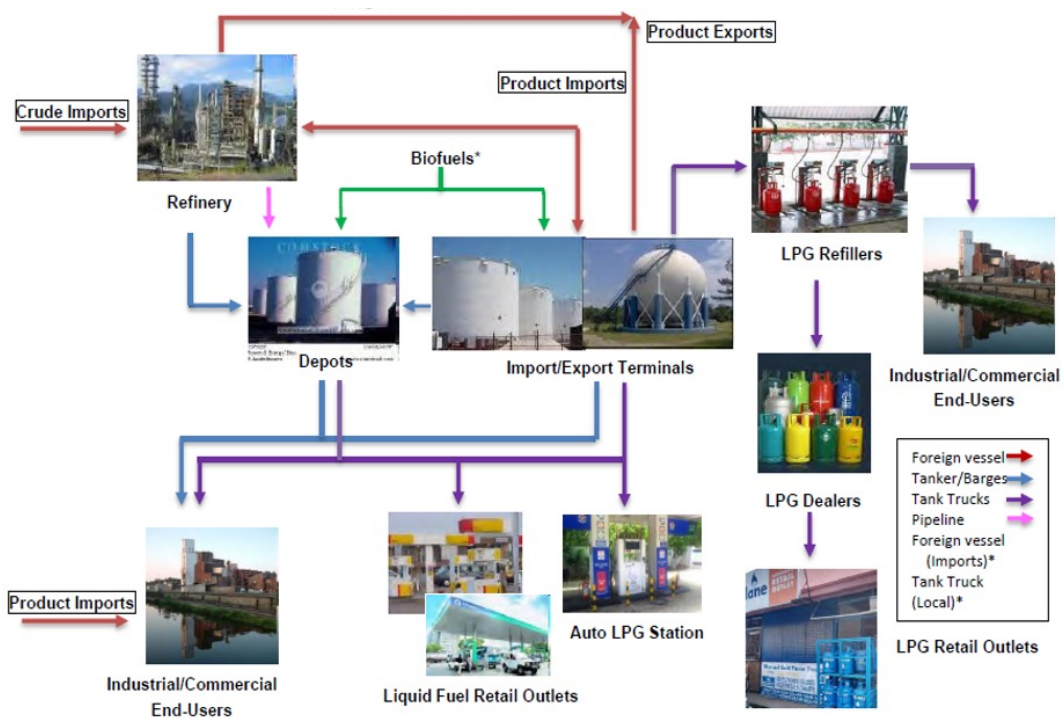 Product Exports
Product Imports
Crude Imports
Biofuels*
Refinery
LPG Refillers
COMSTOCK
Depots
Import/Export Terminals
Industrial/Commercial
End-Users
LPG Dealers
Foreign vessel
Tanker/Barges
Tank Trucks
Pipeline
Foreign vessel
(Imports)*
Tank Truck
(Local)*
Product Imports
Auto LPG Station
LPG Retail Outlets
Industrial/Commercial
End-Users
Liquid Fuel Retail Outlets